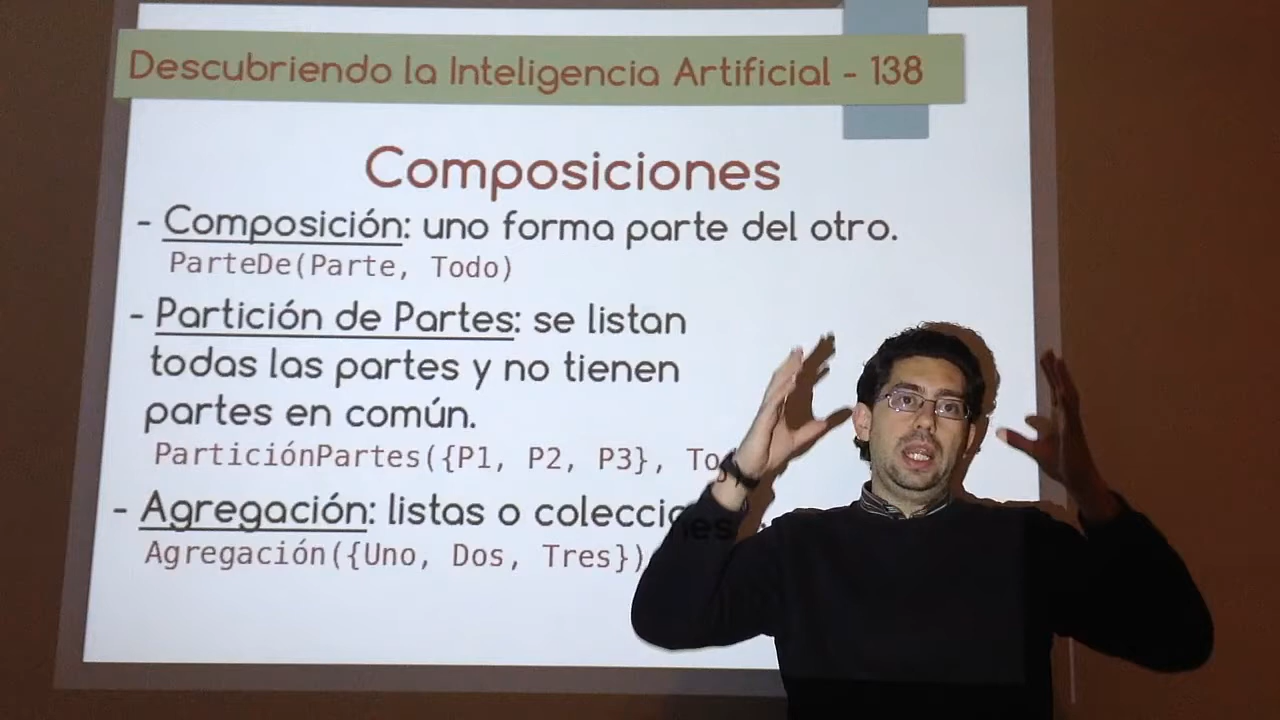 Descubriendo la Inteligencia Artificial - 138
Composiciones
- Composición: uno forma parte del otro.
ParteDe(Parte, Todo)
- Partición de Partes: se listan
todas las partes y no tienen
partes en común.
ParticiónPartes({P1, P2, P3},
- Agregación: listas o colecciones.
Agregación({Uno, Dos, Tres})